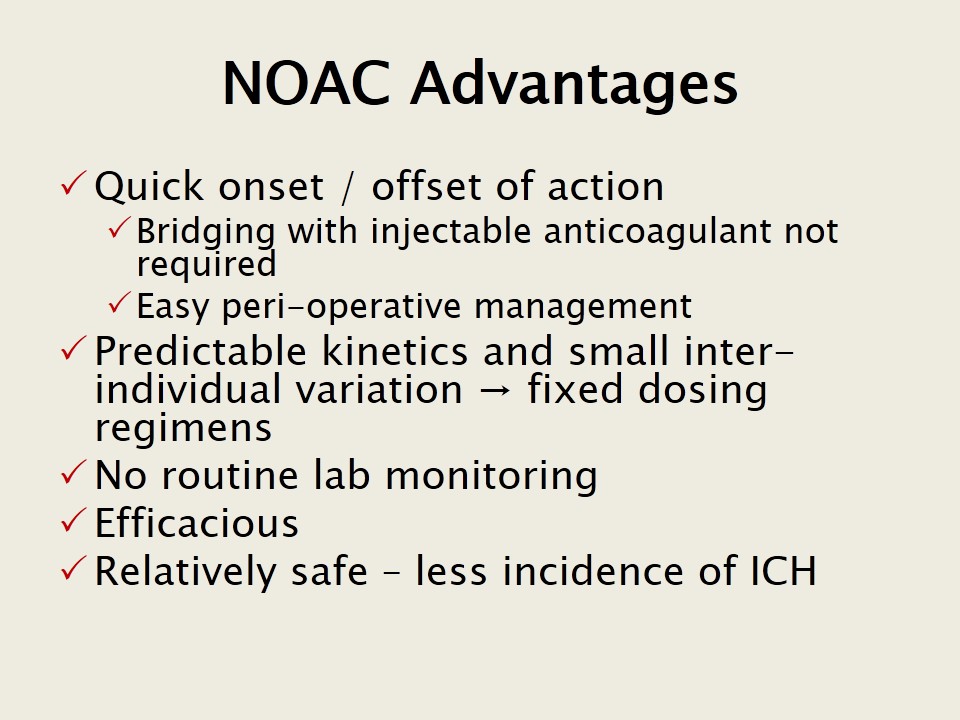 NOAC Advantages
✓ Quick onset / offset of action
✓ Bridging with injectable anticoagulant not
required
✓ Easy peri-operative management
✓ Predictable kinetics and small inter-
individual variation → fixed dosing
regimens
✓ No routine lab monitoring
✓ Efficacious
✓ Relatively safe – less incidence of ICH